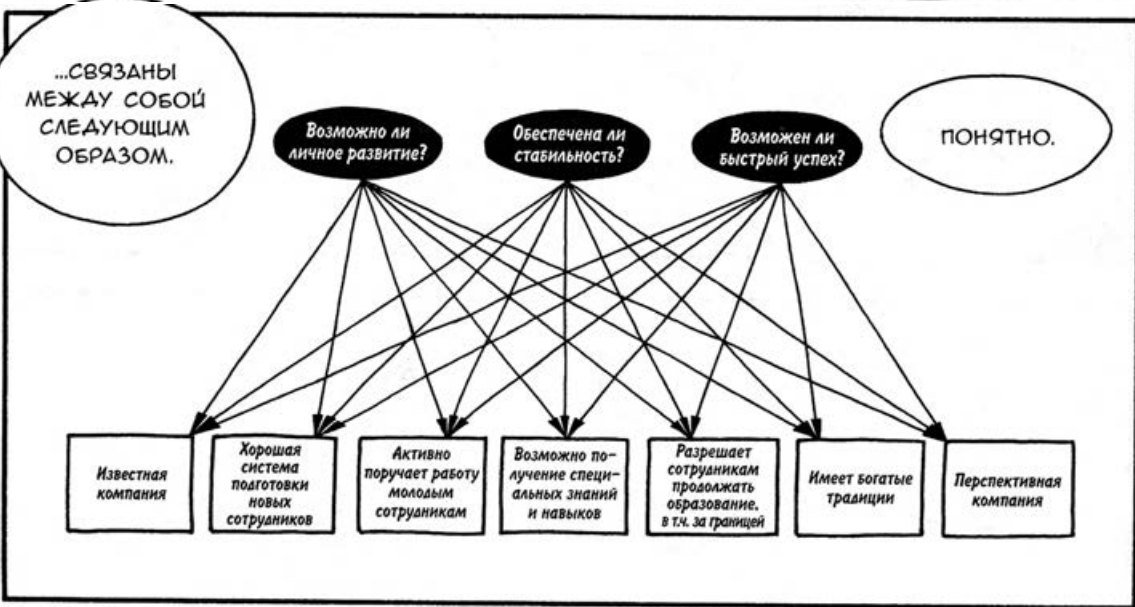 ...СВЯЗАНЫ
МЕЖДУ СОБОЙ
СЛЕДУЮЩИМ
ОБРАЗОМ.
Возможно ли
личное развитие?
Обеспечена ли
стабильность?
Возможен ли
быстрый успех?
ПОНЯТНО.
Известная
компания
Хорошая
система
подготовки
новых
сотрудников
Активно
поручает работу
молодым
сотрудникам
Возможно по-
лучение специ-
альных знаний
и навыков
Разрешает
сотрудникам
продолжать
образование,
в т.ч. за границей
Имеет богатые
традиции
Перспективная
компания